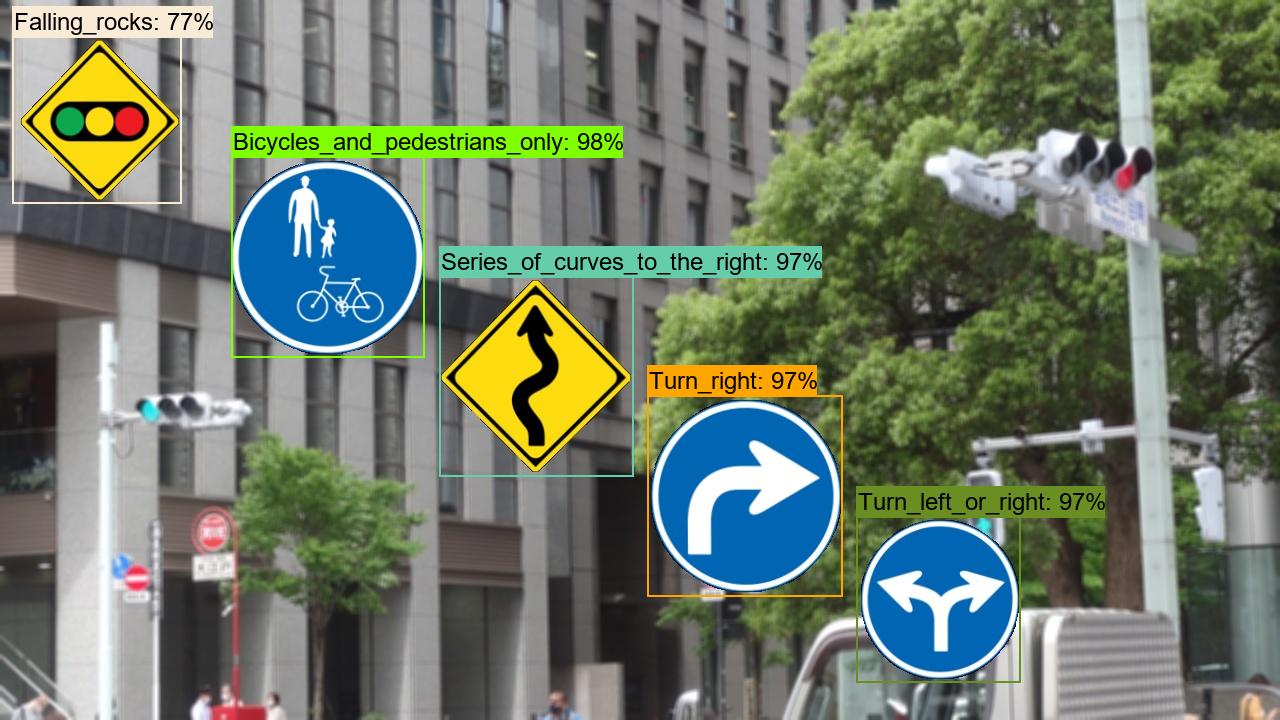 Falling_rocks: 77%
Bicycles_and_pedestrians_only: 98%
Series_of_curves_to_the_right: 97%
Turn_right: 97%
Turn_left_or_right: 97%